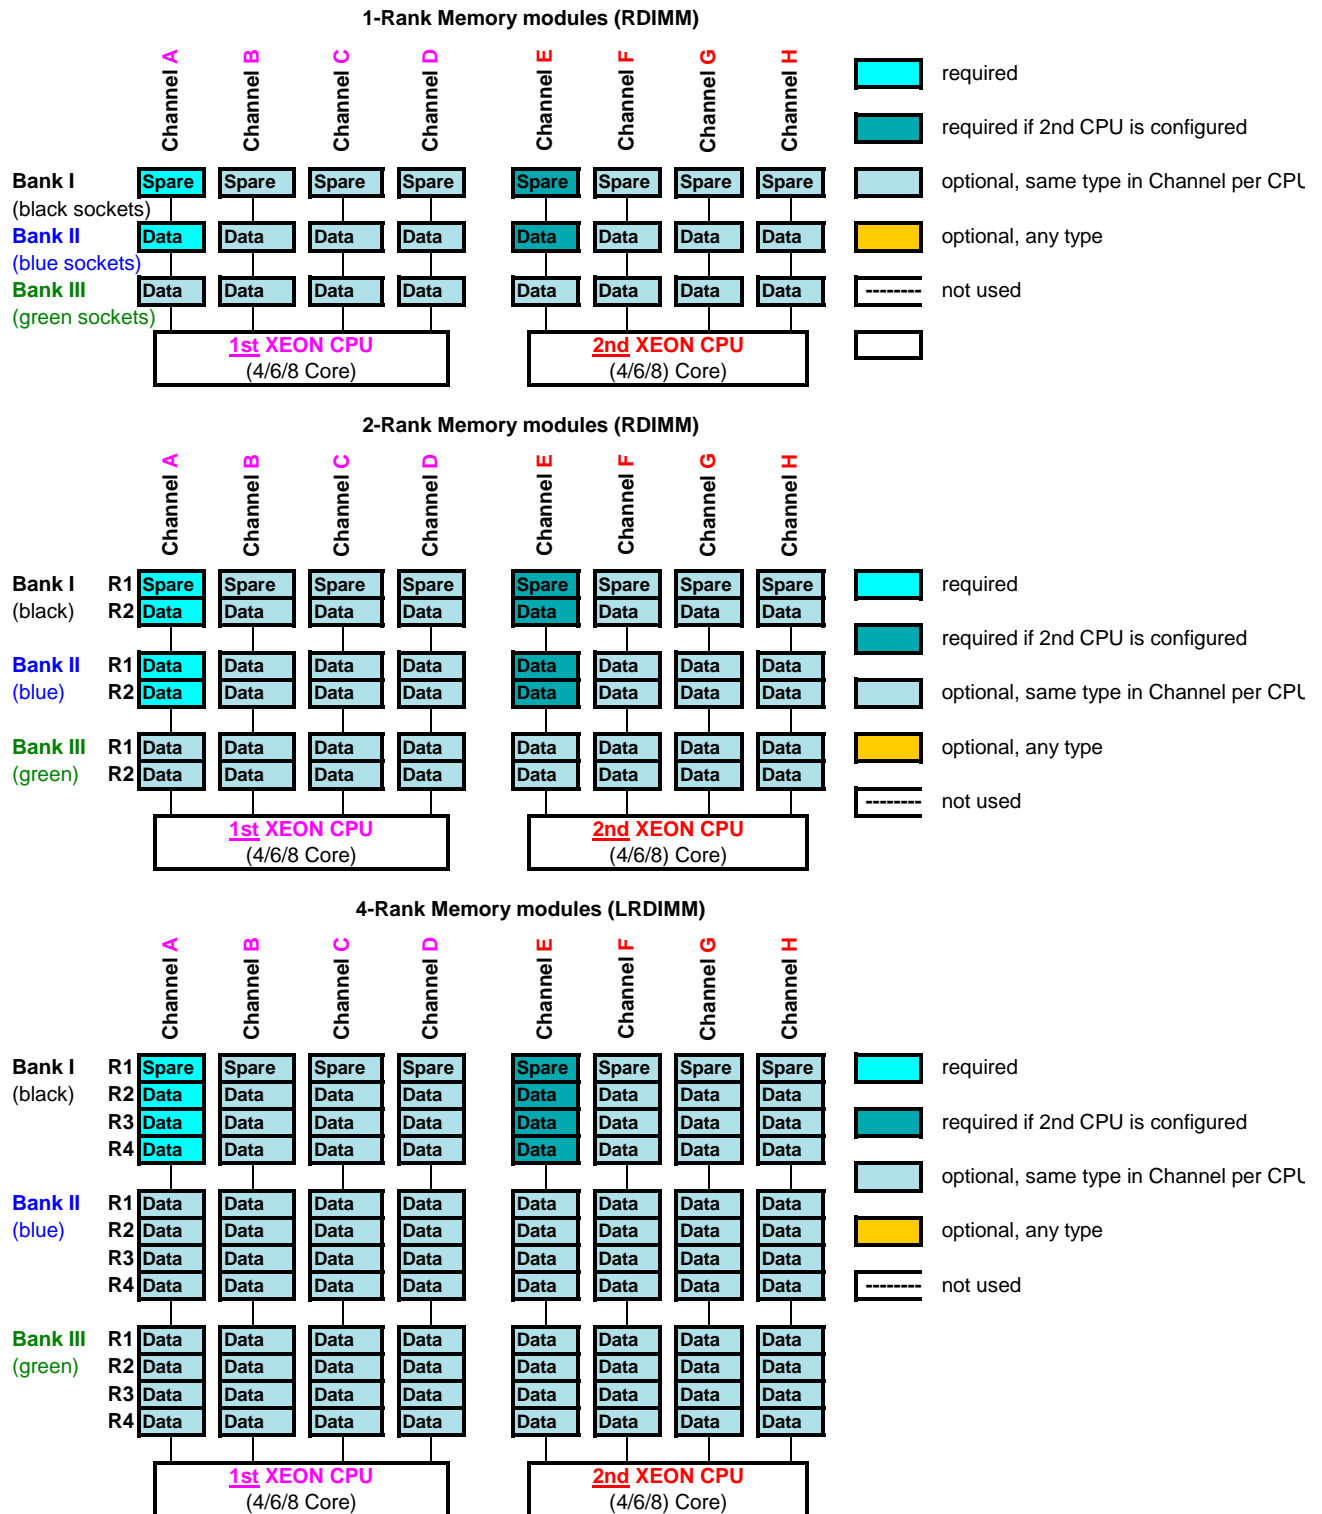 1-Rank Memory modules (RDIMM)
Channel A Channel B Channel C Channel D Channel E Channel F Channel G Channel H
required
required if 2nd CPU is configured
Bank I Spare Spare Spare Spare Spare Spare Spare Spare optional, same type in Channel per CPU
(black sockets)
Bank II Data Data Data Data Data Data Data Data optional, any type
(blue sockets)
Bank III Data Data Data Data Data Data Data Data -------- not used
(green sockets)
1st XEON CPU 2nd XEON CPU
(4/6/8 Core) (4/6/8) Core)
2-Rank Memory modules (RDIMM)
Channel A Channel B Channel C Channel D Channel E Channel F Channel G Channel H
Bank I R1 Spare Spare Spare Spare Spare Spare Spare Spare required
(black) R2 Data Data Data Data Data Data Data Data
required if 2nd CPU is configured
Bank II R1 Data Data Data Data Data Data Data Data
(blue) R2 Data Data Data Data Data Data Data Data optional, same type in Channel per CPU
Bank III R1 Data Data Data Data Data Data Data Data optional, any type
(green) R2 Data Data Data Data Data Data Data Data
-------- not used
1st XEON CPU 2nd XEON CPU
(4/6/8 Core) (4/6/8) Core)
4-Rank Memory modules (LRDIMM)
Channel A Channel B Channel C Channel D Channel E Channel F Channel G Channel H
Bank I R1 Spare Spare Spare Spare Spare Spare Spare Spare required
(black) R2 Data Data Data Data Data Data Data Data
R3 Data Data Data Data Data Data Data Data required if 2nd CPU is configured
R4 Data Data Data Data Data Data Data Data
optional, same type in Channel per CPU
Bank II R1 Data Data Data Data Data Data Data Data
(blue) R2 Data Data Data Data Data Data Data Data optional, any type
R3 Data Data Data Data Data Data Data Data
R4 Data Data Data Data Data Data Data Data -------- not used
Bank III R1 Data Data Data Data Data Data Data Data
(green) R2 Data Data Data Data Data Data Data Data
R3 Data Data Data Data Data Data Data Data
R4 Data Data Data Data Data Data Data Data
1st XEON CPU 2nd XEON CPU
(4/6/8 Core) (4/6/8) Core)